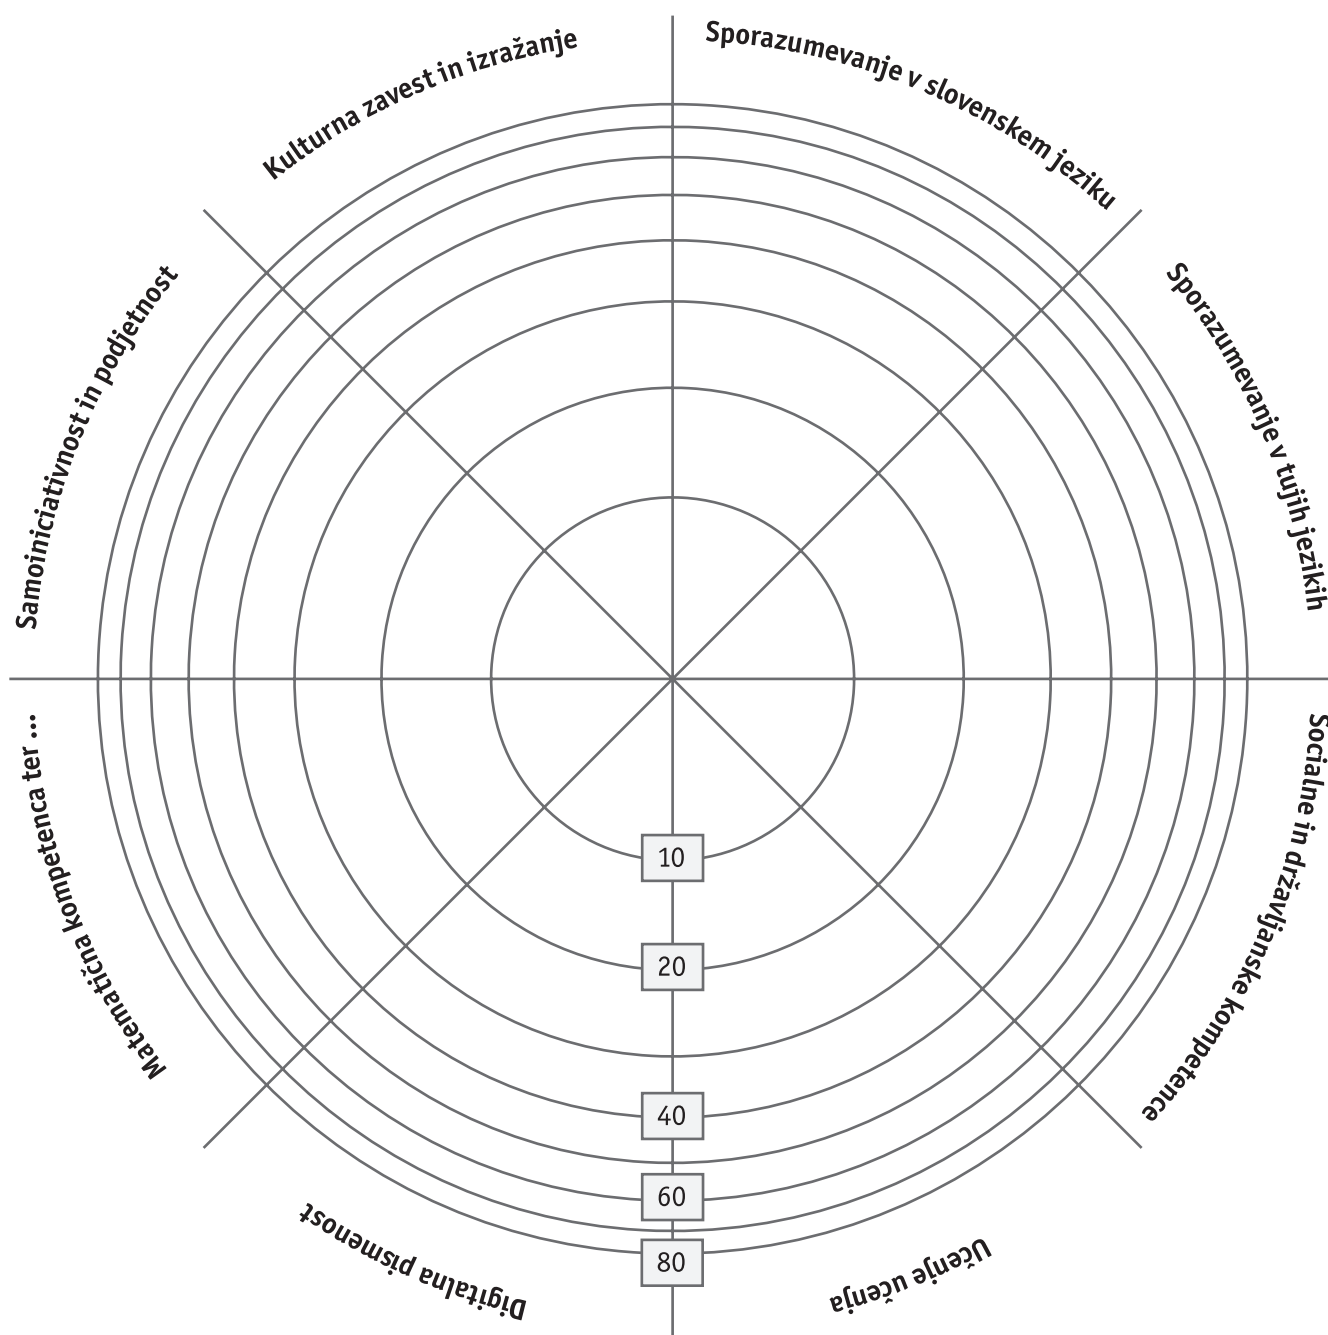 Sporazumevanje v slovenskem jeziku
Sporazumevanje v tujih jezikih
Socialne in državljanske kompetence
Učenje učenja
Digitalna pismenost
Matematična kompetenca ter ...
Samoiniciativnost in podjetnost
Kulturna zavest in izražanje
10
20
40
60
80